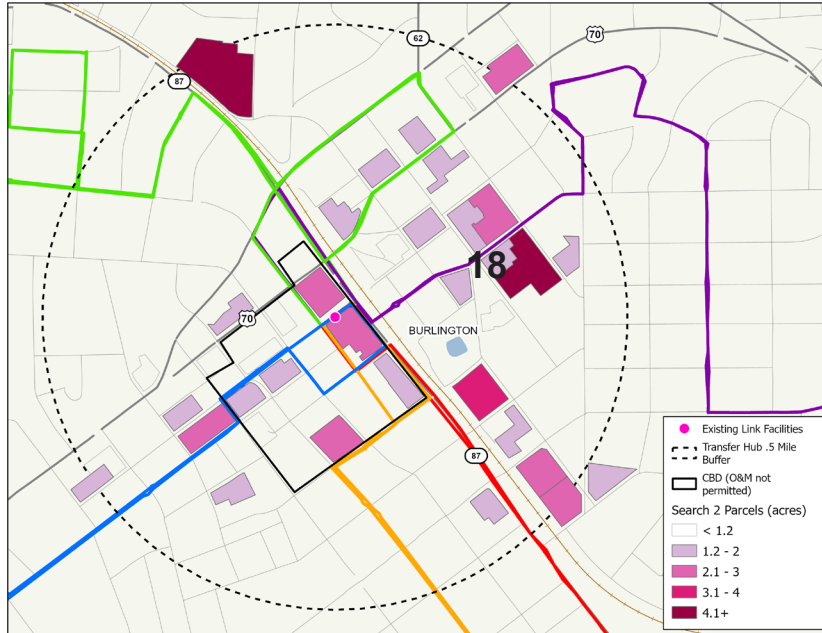 62
70
87
18
70
BURLINGTON
87
Existing Link Facilities
Transfer Hub .5 Mile
Buffer
CBD (O&M not
permitted)
Search 2 Parcels (acres)
< 1.2
1.2 - 2
2.1 - 3
3.1 - 4
4.1+